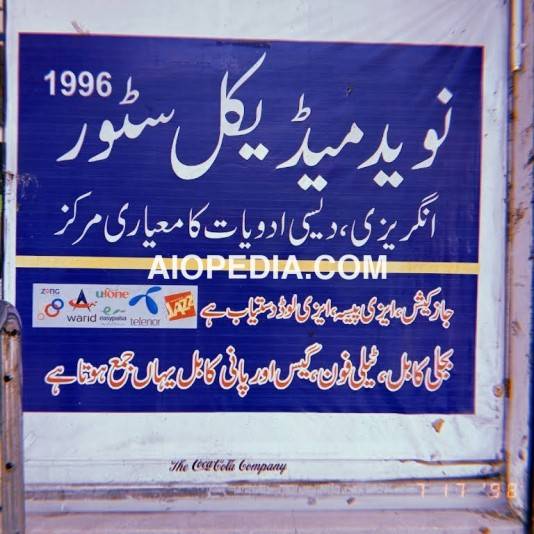 1996
نوید میڈیکل سٹور
انگریزی، دیسی ادویات کا معیاری مرکز
AIOPEDIA.COM
zong warid ufone easypaisa telenor JAZZ
جاز کیش، ایزی پیسہ، ایزی لوڈ دستیاب ہے
بجلی کا بل، ٹیلی فون، گیس اور پانی کا بل یہاں جمع ہوتا ہے
The Coca-Cola Company
7 17 '98